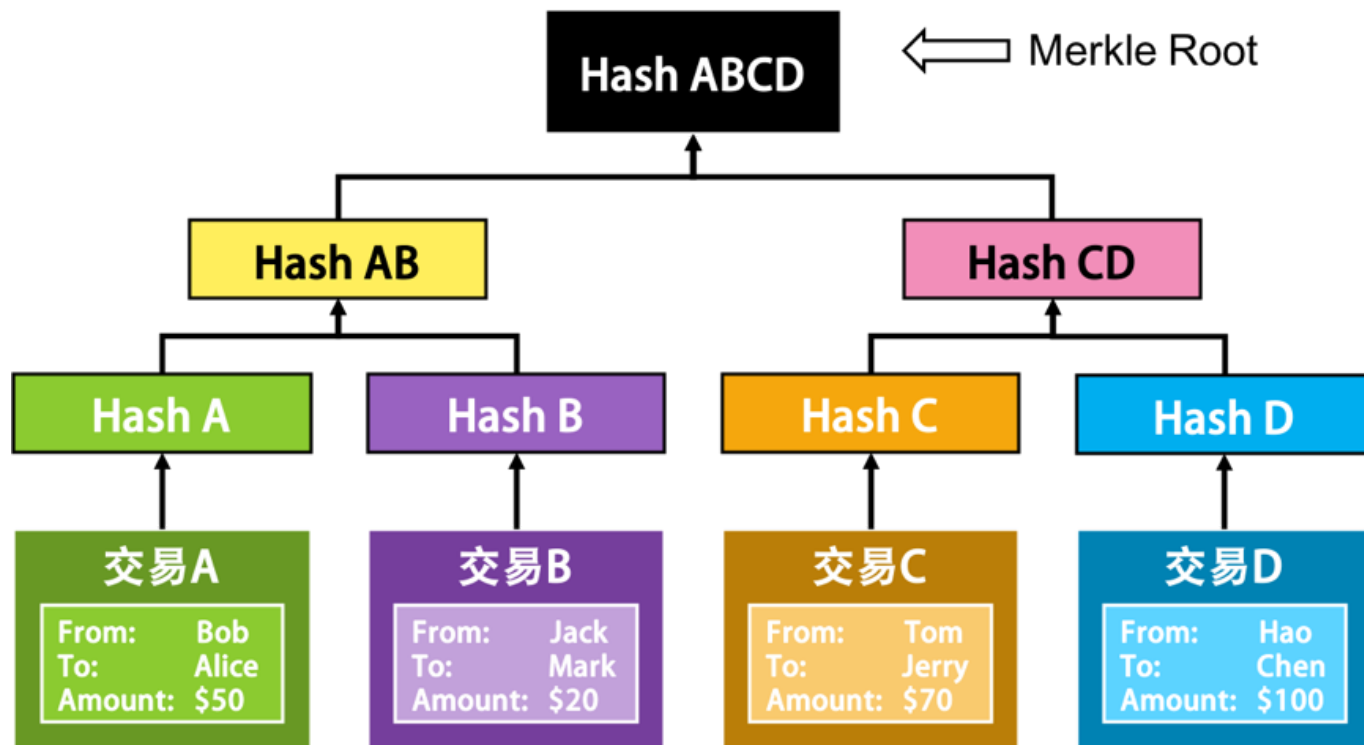 Hash ABCD
Merkle Root
Hash AB
Hash CD
Hash A
Hash B
Hash C
Hash D
交易A
From: Bob
To: Alice
Amount: $50
交易B
From: Jack
To: Mark
Amount: $20
交易C
From: Tom
To: Jerry
Amount: $70
交易D
From: Hao
To: Chen
Amount: $100